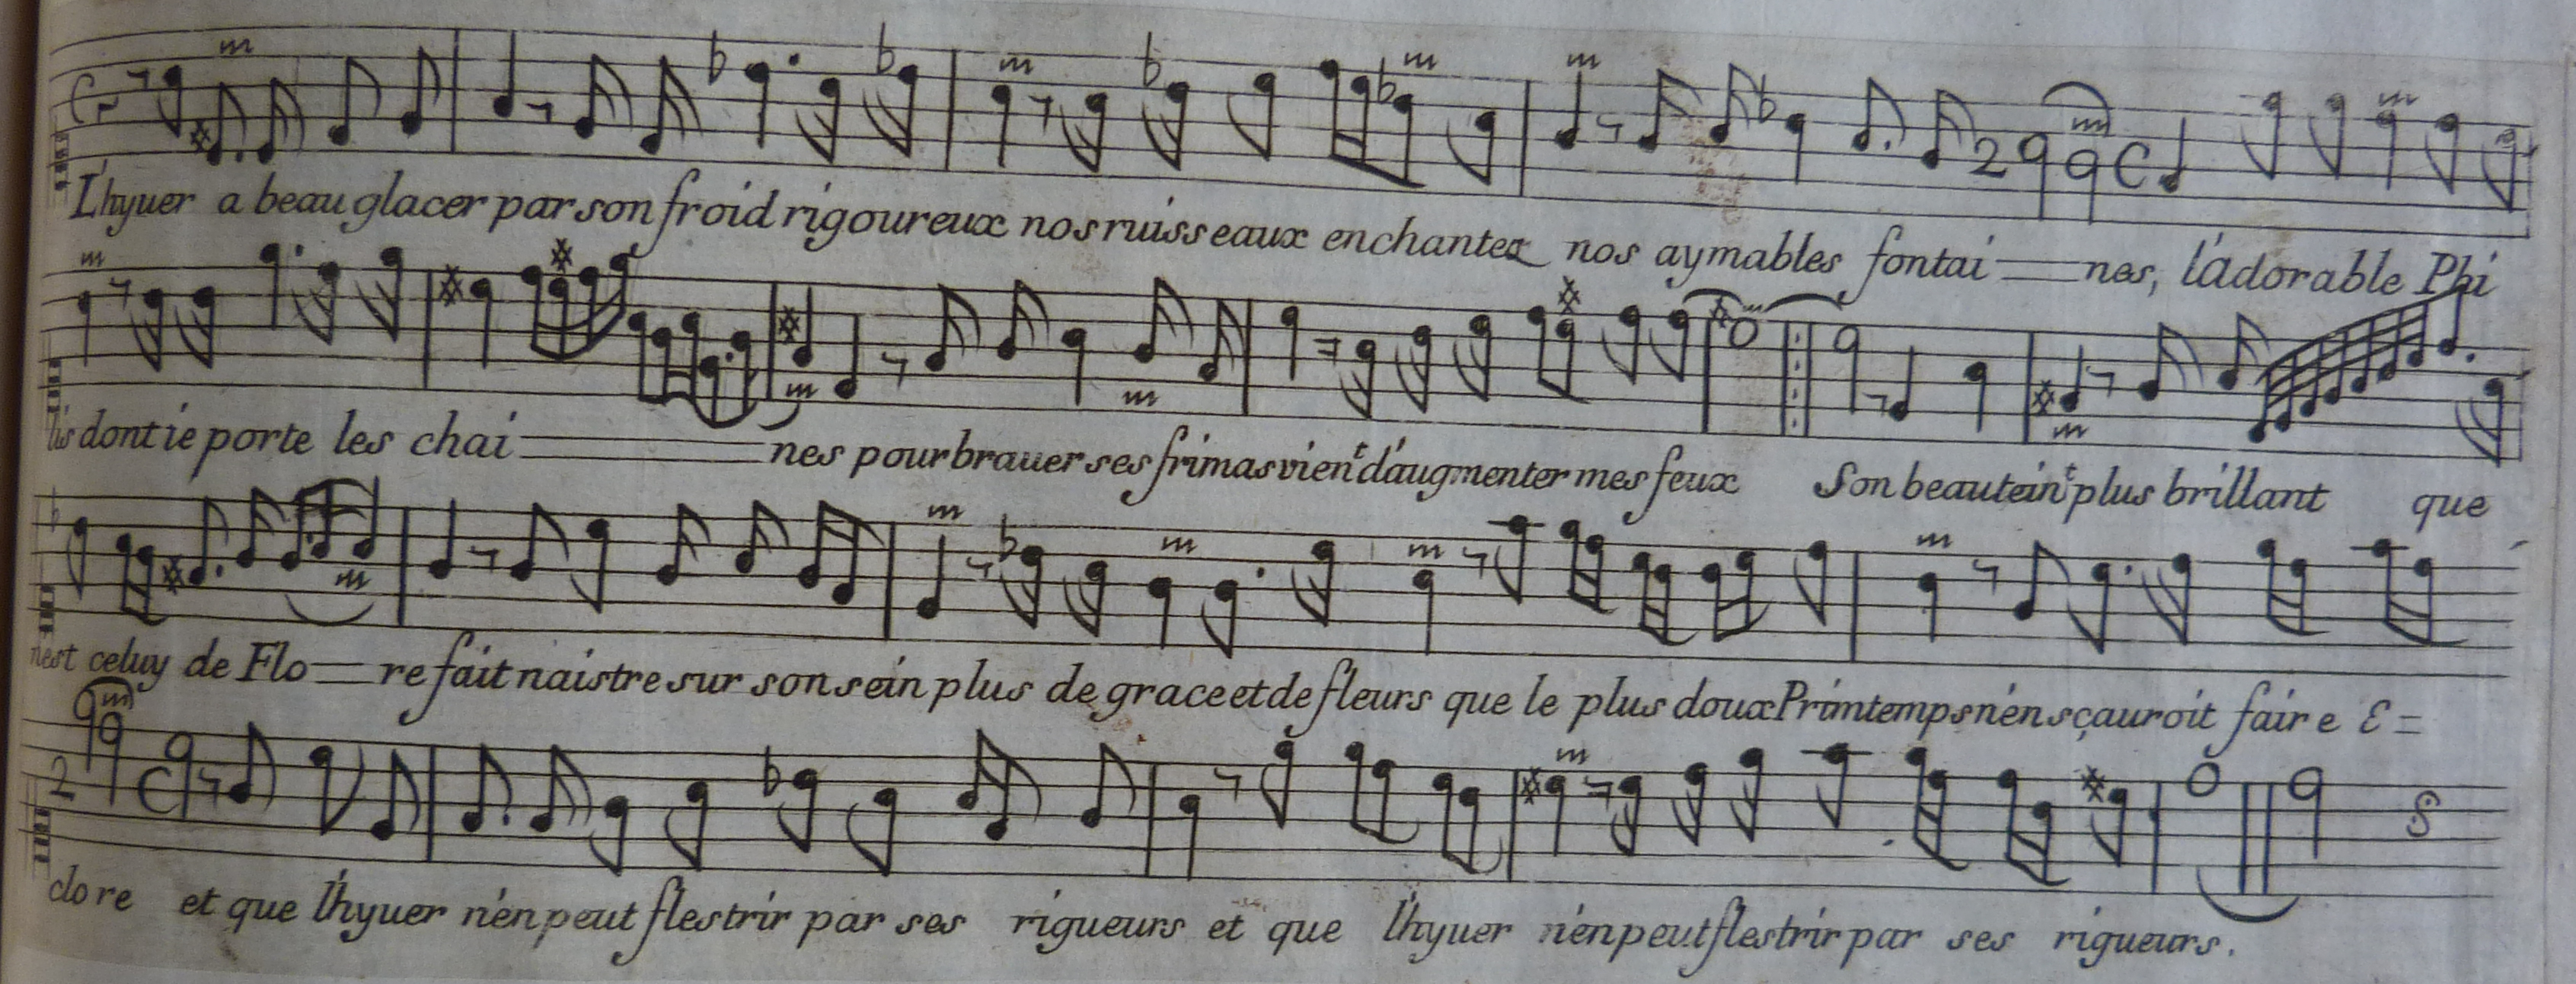 L'hyuer a beau glacer par son froid rigoureux nos ruisseaux enchantez nos aymables fontai — nes, l'adorable Phi
lis dont ie porte les chai — nes pour brauer ses frimas vient d'augmenter mes feux Son beau teint plus brillant que
n'est celuy de Flo — re fait naistre sur son sein plus de grace et de fleurs que le plus doux Printemps n'en sçauroit faire E =
clore et que l'hyuer n'en peut flestrir par ses rigueurs et que l'hyuer n'en peut flestrir par ses rigueurs.